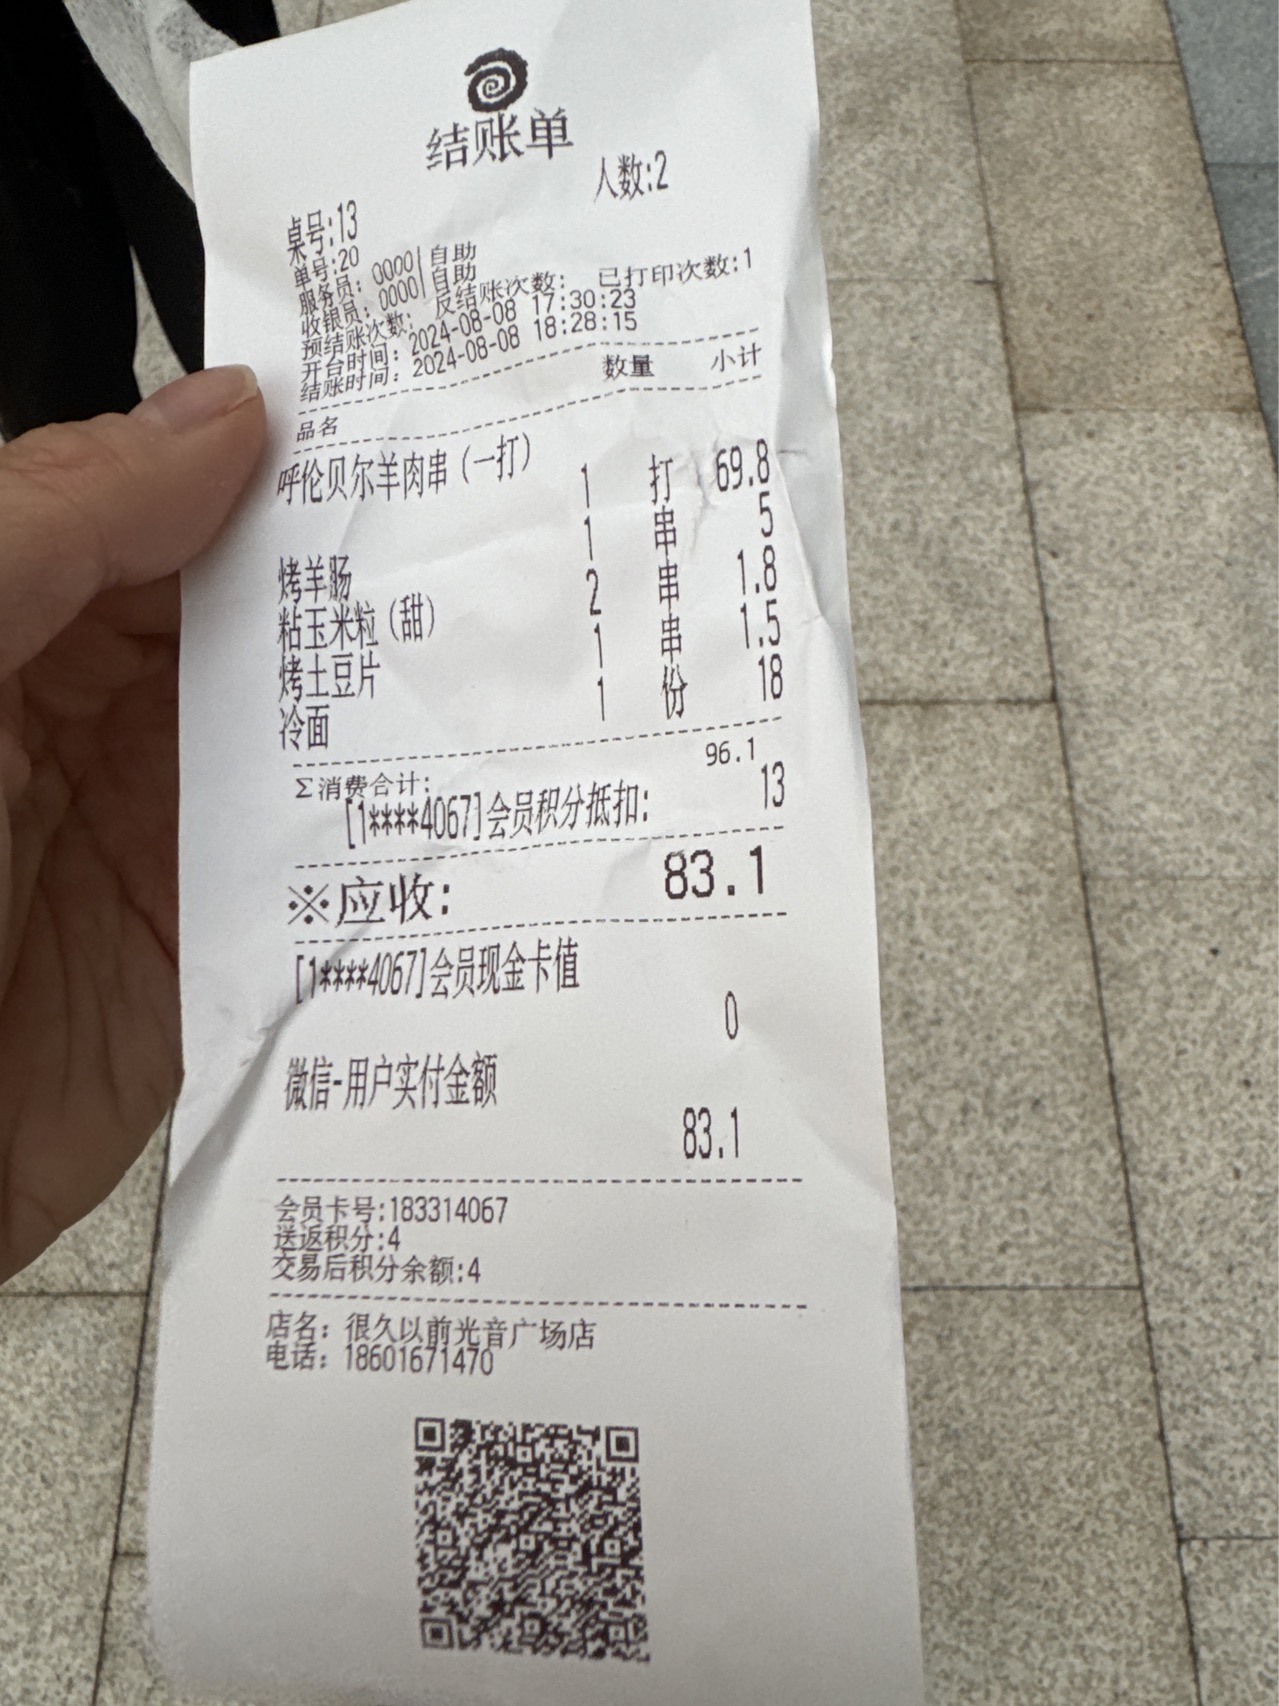 结账单
人数:2
桌号:13
单号:20
服务员: 0000|自助
收银员: 0000|自助
预结账次数: 反结账次数: 已打印次数:1
开台时间: 2024-08-08 17:30:23
结账时间: 2024-08-08 18:28:15
品名 数量 小计
呼伦贝尔羊肉串(一打) 1 打 69.8
烤羊肠 1 串 5
粘玉米粒(甜) 2 串 1.8
烤土豆片 1 串 1.5
冷面 1 份 18
Σ消费合计: 96.1
[1****4067]会员积分抵扣: 13
※应收: 83.1
[1****4067]会员现金卡值
0
微信-用户实付金额
83.1
会员卡号:183314067
送返积分:4
交易后积分余额:4
店名: 很久以前光音广场店
电话: 18601671470